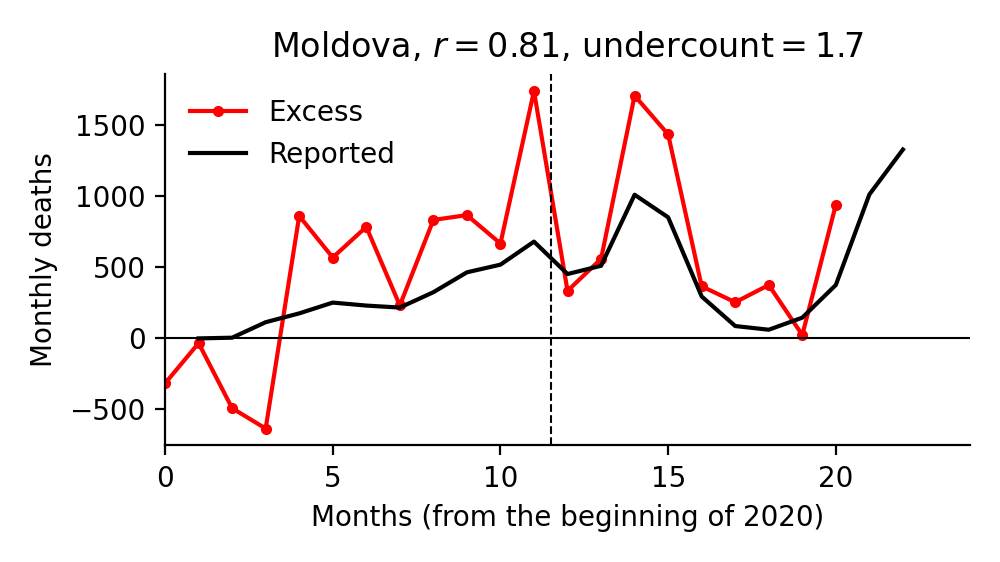 Moldova, r = 0.81, undercount = 1.7
Excess
Reported
Monthly deaths
1500
1000
500
0
−500
0 5 10 15 20
Months (from the beginning of 2020)